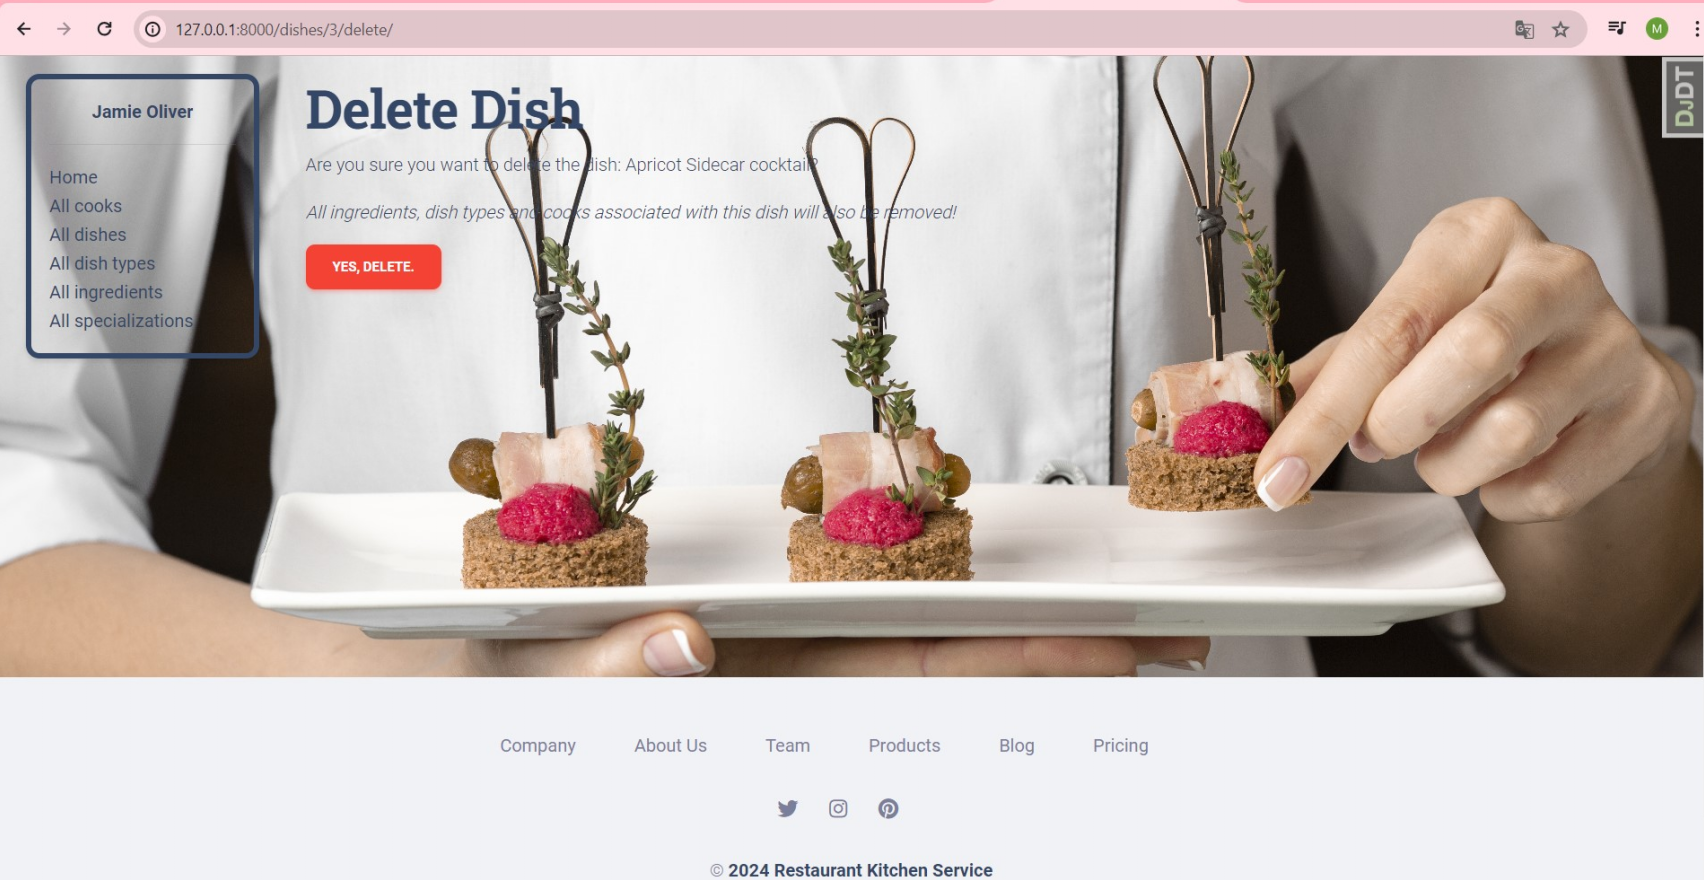 127.0.0.1:8000/dishes/3/delete/
M
DJDT
Jamie Oliver
Home
All cooks
All dishes
All dish types
All ingredients
All specializations
Delete Dish
Are you sure you want to delete the dish: Apricot Sidecar cocktail?
All ingredients, dish types and cooks associated with this dish will also be removed!
YES, DELETE.
Company About Us Team Products Blog Pricing
© 2024 Restaurant Kitchen Service